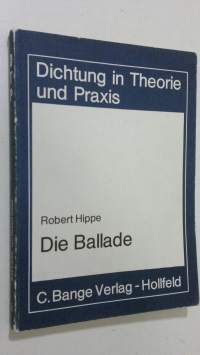 Dichtung in Theorie
und Praxis
Robert Hippe
Die Ballade
C. Bange Verlag - Hollfeld